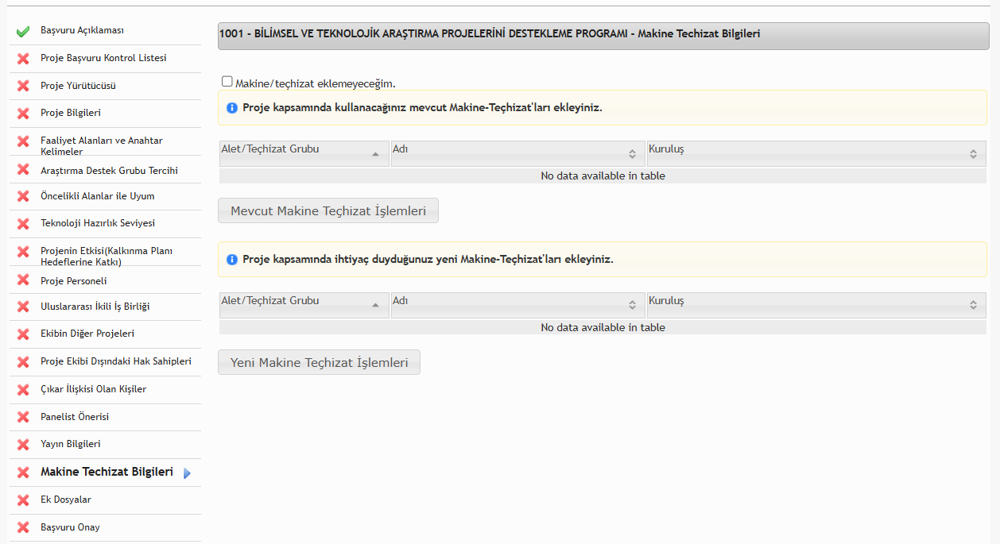 Başvuru Açıklaması
Proje Başvuru Kontrol Listesi
Proje Yürütücüsü
Proje Bilgileri
Faaliyet Alanları ve Anahtar
Kelimeler
Araştırma Destek Grubu Tercihi
Öncelikli Alanlar ile Uyum
Teknoloji Hazırlık Seviyesi
Projenin Etkisi(Kalkınma Planı
Hedeflerine Katkı)
Proje Personeli
Uluslararası İkili İş Birliği
Ekibin Diğer Projeleri
Proje Ekibi Dışındaki Hak Sahipleri
Çıkar İlişkisi Olan Kişiler
Panelist Önerisi
Yayın Bilgileri
Makine Techizat Bilgileri
Ek Dosyalar
Başvuru Onay
1001 - BİLİMSEL VE TEKNOLOJİK ARAŞTIRMA PROJELERİNİ DESTEKLEME PROGRAMI - Makine Techizat Bilgileri
Makine/teçhizat eklemeyeceğim.
Proje kapsamında kullanacağınız mevcut Makine-Teçhizat'ları ekleyiniz.
Alet/Teçhizat Grubu Adı Kuruluş
No data available in table
Mevcut Makine Teçhizat İşlemleri
Proje kapsamında ihtiyaç duyduğunuz yeni Makine-Teçhizat'ları ekleyiniz.
Alet/Teçhizat Grubu Adı Kuruluş
No data available in table
Yeni Makine Teçhizat İşlemleri